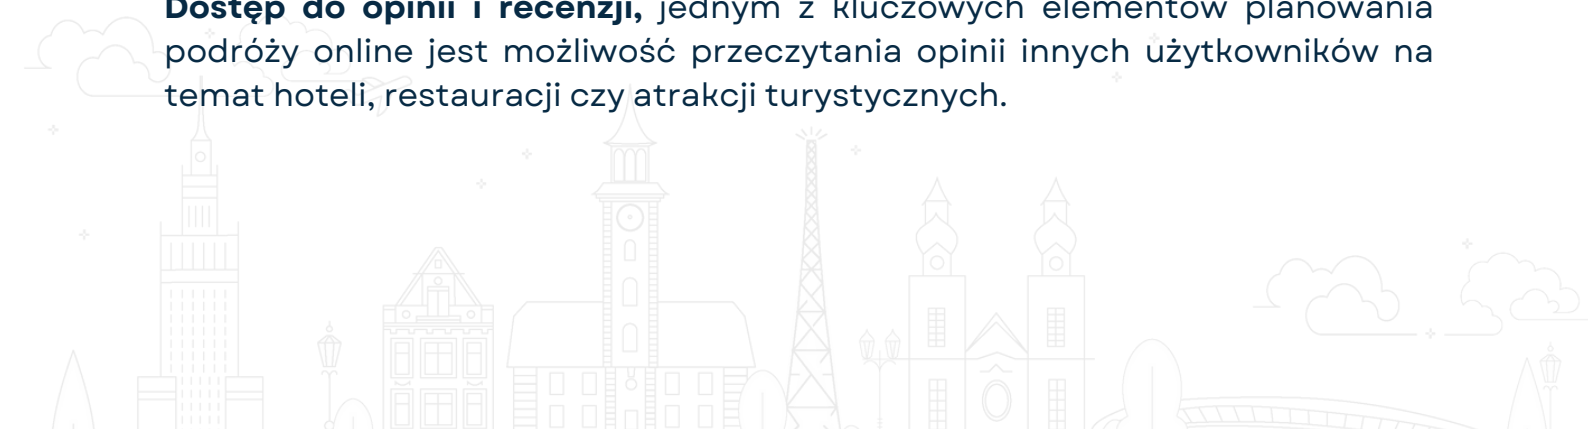 Dostęp do opinii i recenzji, jednym z kluczowych elementów planowania
podróży online jest możliwość przeczytania opinii innych użytkowników na
temat hoteli, restauracji czy atrakcji turystycznych.